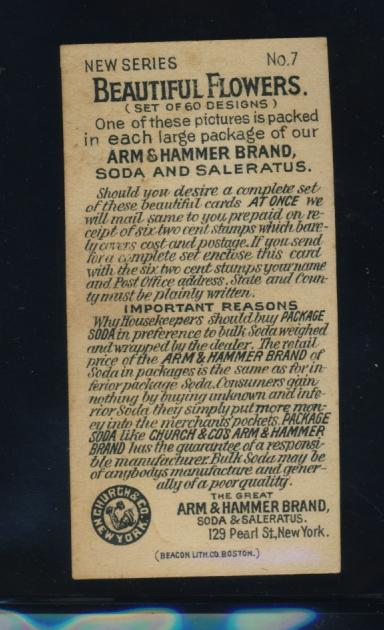 NEW SERIES No.7
BEAUTIFUL FLOWERS.
(SET OF 60 DESIGNS)
One of these pictures is packed
in each large package of our
ARM & HAMMER BRAND,
SODA AND SALERATUS.
Should you desire a complete set
of these beautiful cards AT ONCE we
will mail same to you prepaid on re-
ceipt of six two cent stamps which bare-
ly covers cost and postage. If you send
for a complete set enclose this card
with the six two cent stamps your name
and Post Office address. State and Coun-
ty must be plainly written.
IMPORTANT REASONS
Why Housekeepers should buy PACKAGE
SODA in preference to bulk Soda weighed
and wrapped by the dealer. The retail
price of the ARM & HAMMER BRAND of
Soda in packages is the same as for in-
ferior package Soda. Consumers gain
nothing by buying unknown and infe-
rior Soda they simply put more mon-
ey into the merchants pockets. PACKAGE
SODA like CHURCH & CO'S ARM & HAMMER
BRAND has the guarantee of a responsi-
ble manufacturer. Bulk Soda may be
of anybodys manufacture and gener-
ally of a poor quality.
CHURCH & CO.
NEW YORK
THE GREAT
ARM & HAMMER BRAND,
SODA & SALERATUS.
129 Pearl St, New York.
(BEACON LITH. CO. BOSTON.)